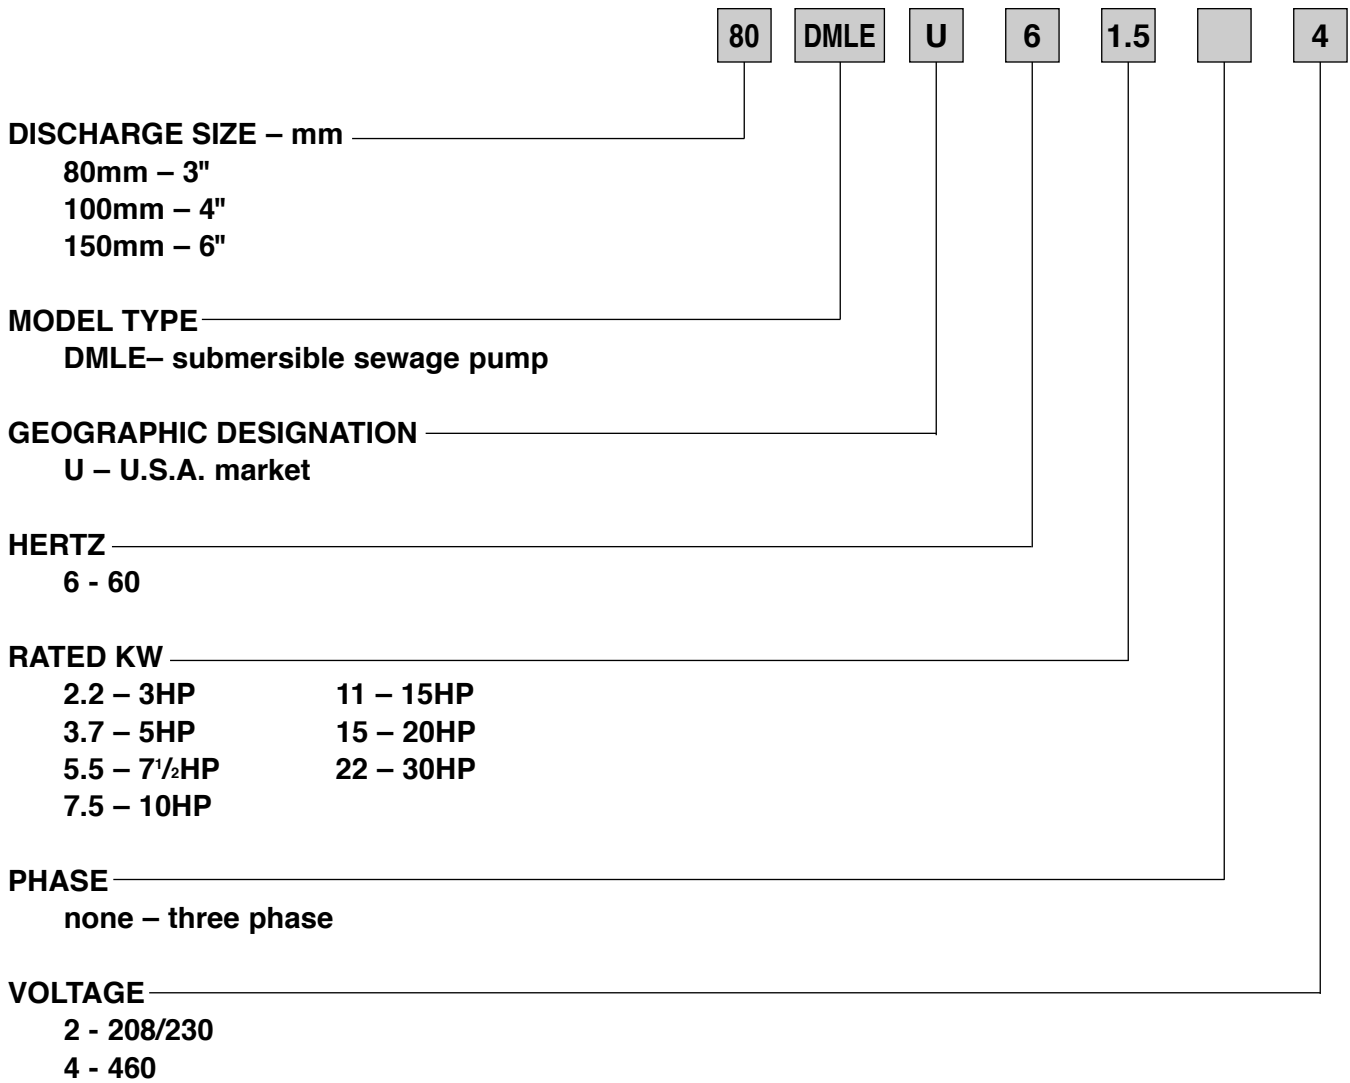 80 DMLE U 6 1.5 4
DISCHARGE SIZE – mm
80mm – 3"
100mm – 4"
150mm – 6"
MODEL TYPE
DMLE– submersible sewage pump
GEOGRAPHIC DESIGNATION
U – U.S.A. market
HERTZ
6 - 60
RATED KW
2.2 – 3HP 11 – 15HP
3.7 – 5HP 15 – 20HP
5.5 – 7 1/2HP 22 – 30HP
7.5 – 10HP
PHASE
none – three phase
VOLTAGE
2 - 208/230
4 - 460